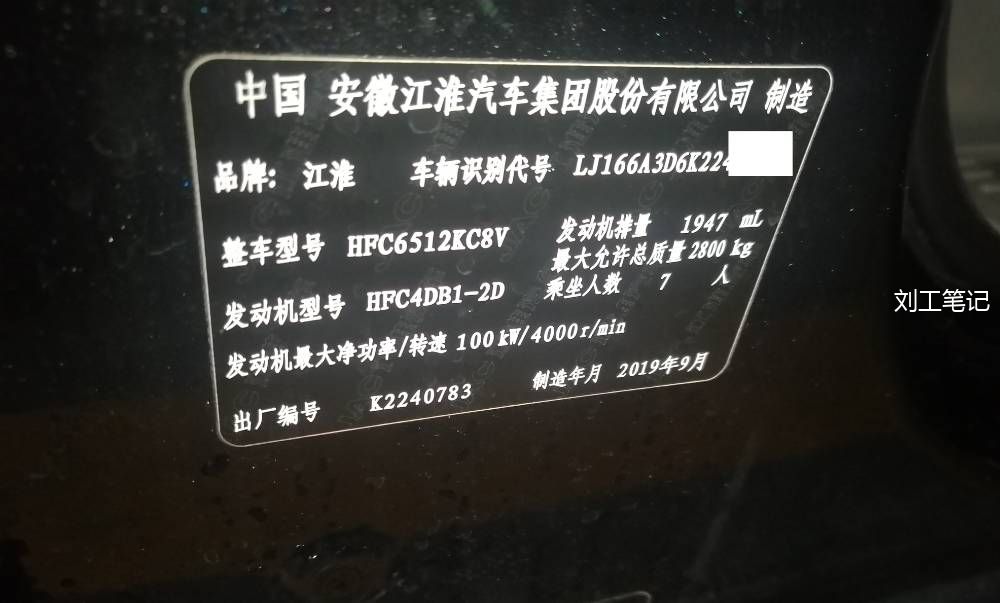 中国 安徽江淮汽车集团股份有限公司 制造
品牌: 江淮 车辆识别代号 LJ166A3D6K224
整车型号 HFC6512KC8V 发动机排量 1947 mL
最大允许总质量 2800 kg
发动机型号 HFC4DB1-2D 乘坐人数 7 人
发动机最大净功率/转速 100kW/4000r/min
出厂编号 K2240783 制造年月 2019年9月
刘工笔记